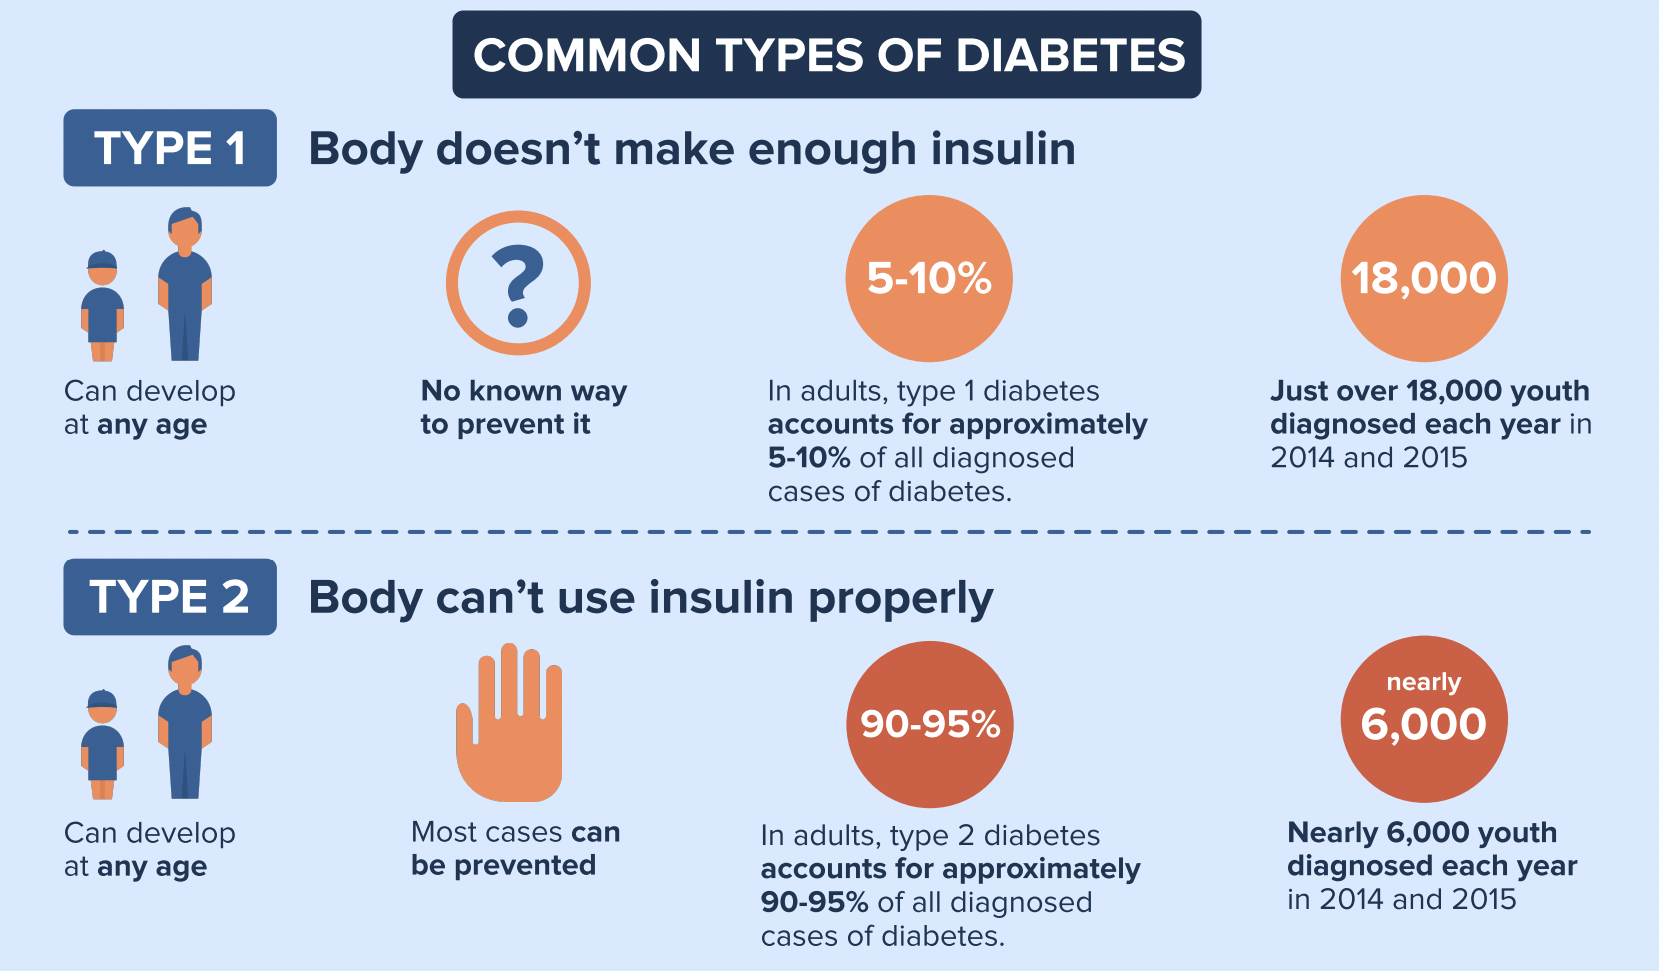 COMMON TYPES OF DIABETES
TYPE 1
Body doesn’t make enough insulin
Can develop
at any age
?
No known way
to prevent it
5-10%
In adults, type 1 diabetes
accounts for approximately
5-10% of all diagnosed
cases of diabetes.
18,000
Just over 18,000 youth
diagnosed each year in
2014 and 2015
TYPE 2
Body can’t use insulin properly
Can develop
at any age
Most cases can
be prevented
90-95%
In adults, type 2 diabetes
accounts for approximately
90-95% of all diagnosed
cases of diabetes.
nearly
6,000
Nearly 6,000 youth
diagnosed each year
in 2014 and 2015